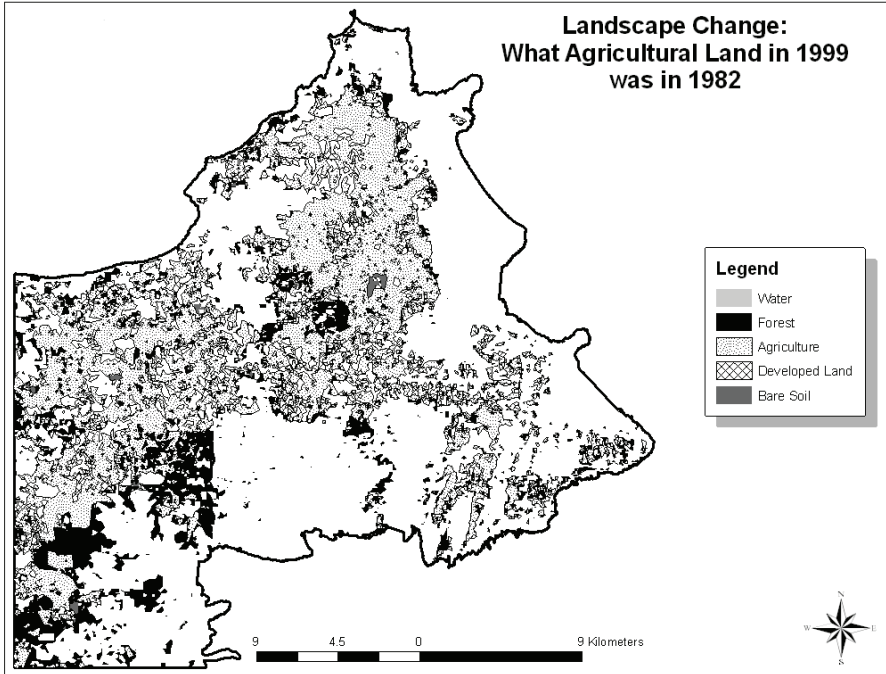 Landscape Change:
What Agricultural Land in 1999
was in 1982
Legend
Water
Forest
Agriculture
Developed Land
Bare Soil
9 4.5 0 9 Kilometers
N
W E
S